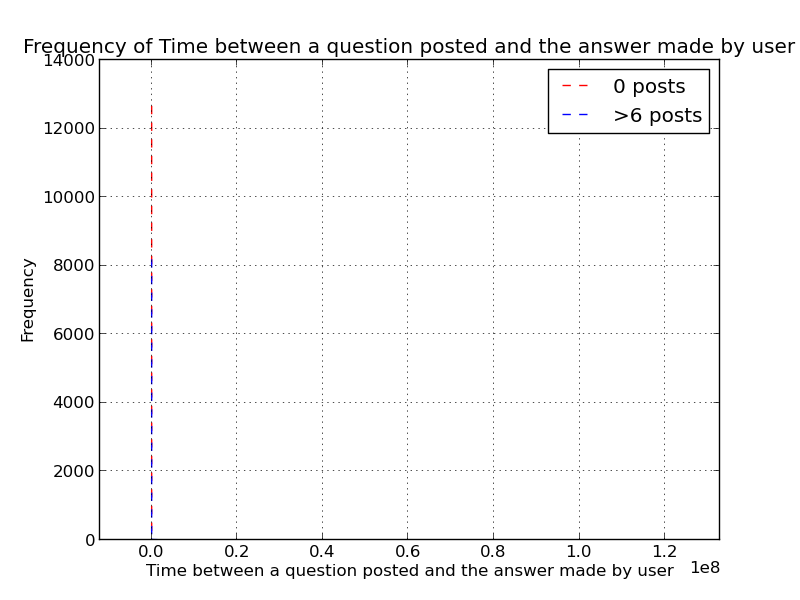 Frequency of Time between a question posted and the answer made by user
14000
12000
10000
8000
6000
4000
2000
0
Frequency
0 posts
>6 posts
0.0 0.2 0.4 0.6 0.8 1.0 1.2
1e8
Time between a question posted and the answer made by user